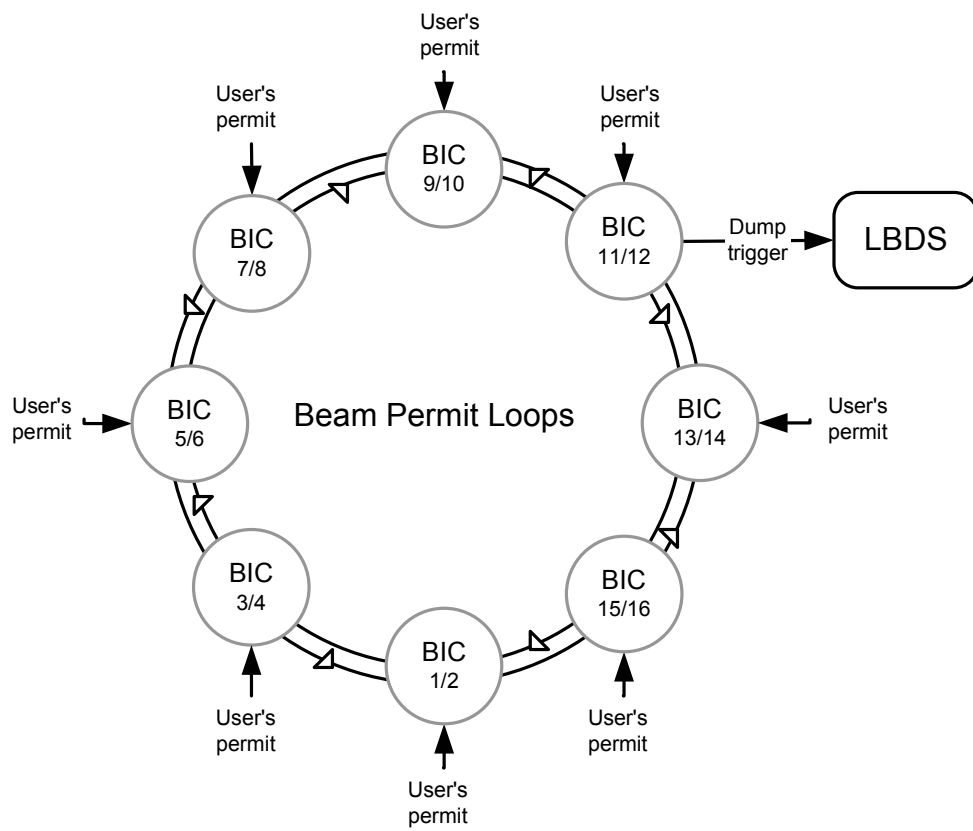 User's
permit
User's
permit
User's
permit
BIC
9/10
BIC
7/8
BIC
11/12
Dump
trigger
LBDS
User's
permit
BIC
5/6
Beam Permit Loops
BIC
13/14
User's
permit
BIC
3/4
BIC
15/16
BIC
1/2
User's
permit
User's
permit
User's
permit